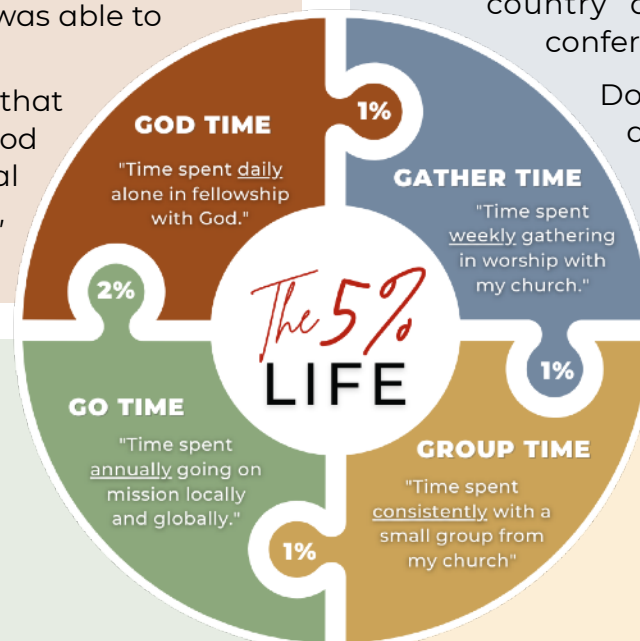 was able to
that
country
confer
Do
GOD TIME
"Time spent daily
alone in fellowship
with God."
1%
GATHER TIME
"Time spent
weekly gathering
in worship with
my church."
2%
The 5%
LIFE
1%
GO TIME
"Time spent
annually going on
mission locally
and globally."
1%
GROUP TIME
"Time spent
consistently with a
small group from
my church"